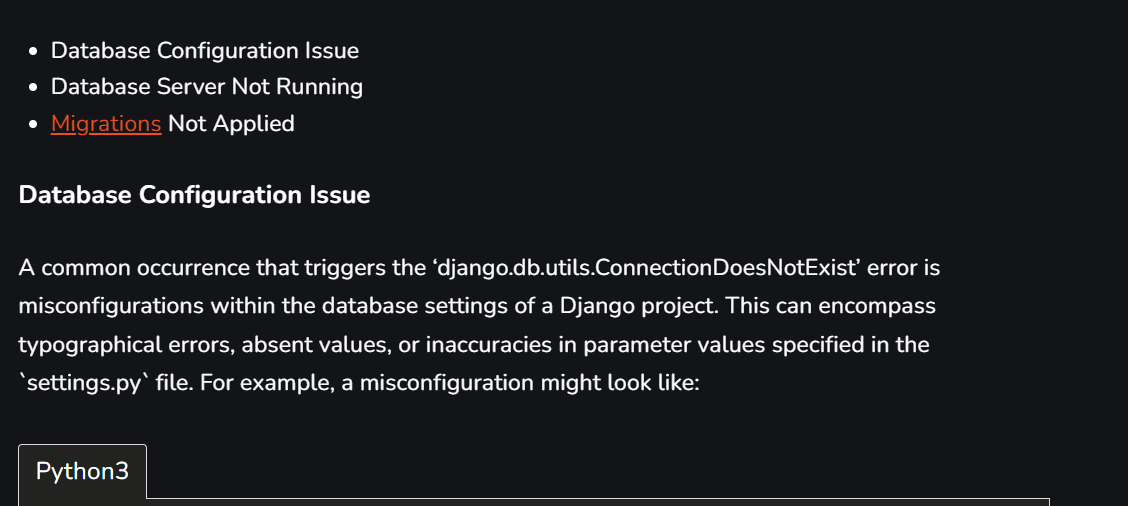 • Database Configuration Issue
• Database Server Not Running
• Migrations Not Applied
Database Configuration Issue
A common occurrence that triggers the ‘django.db.utils.ConnectionDoesNotExist’ error is
misconfigurations within the database settings of a Django project. This can encompass
typographical errors, absent values, or inaccuracies in parameter values specified in the
`settings.py` file. For example, a misconfiguration might look like:
Python3